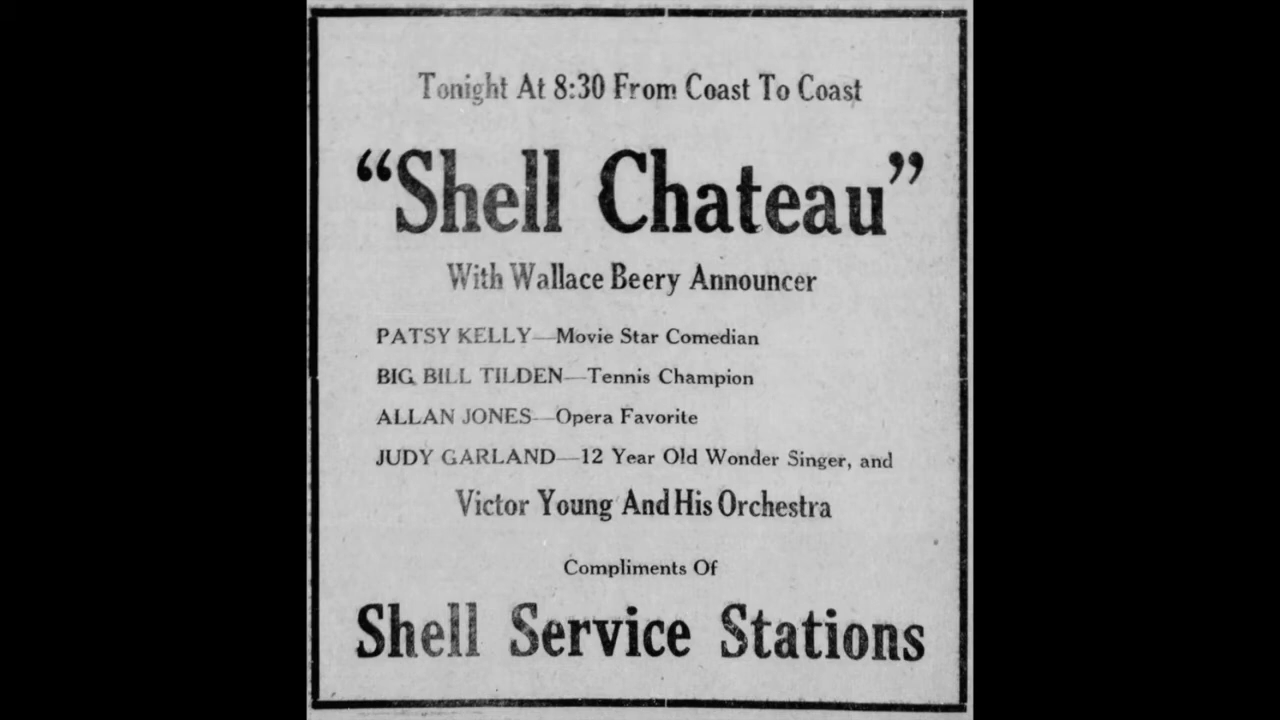 Tonight At 8:30 From Coast To Coast
“Shell Chateau”
With Wallace Beery Announcer
PATSY KELLY—Movie Star Comedian
BIG BILL TILDEN—Tennis Champion
ALLAN JONES—Opera Favorite
JUDY GARLAND—12 Year Old Wonder Singer, and
Victor Young And His Orchestra
Compliments Of
Shell Service Stations